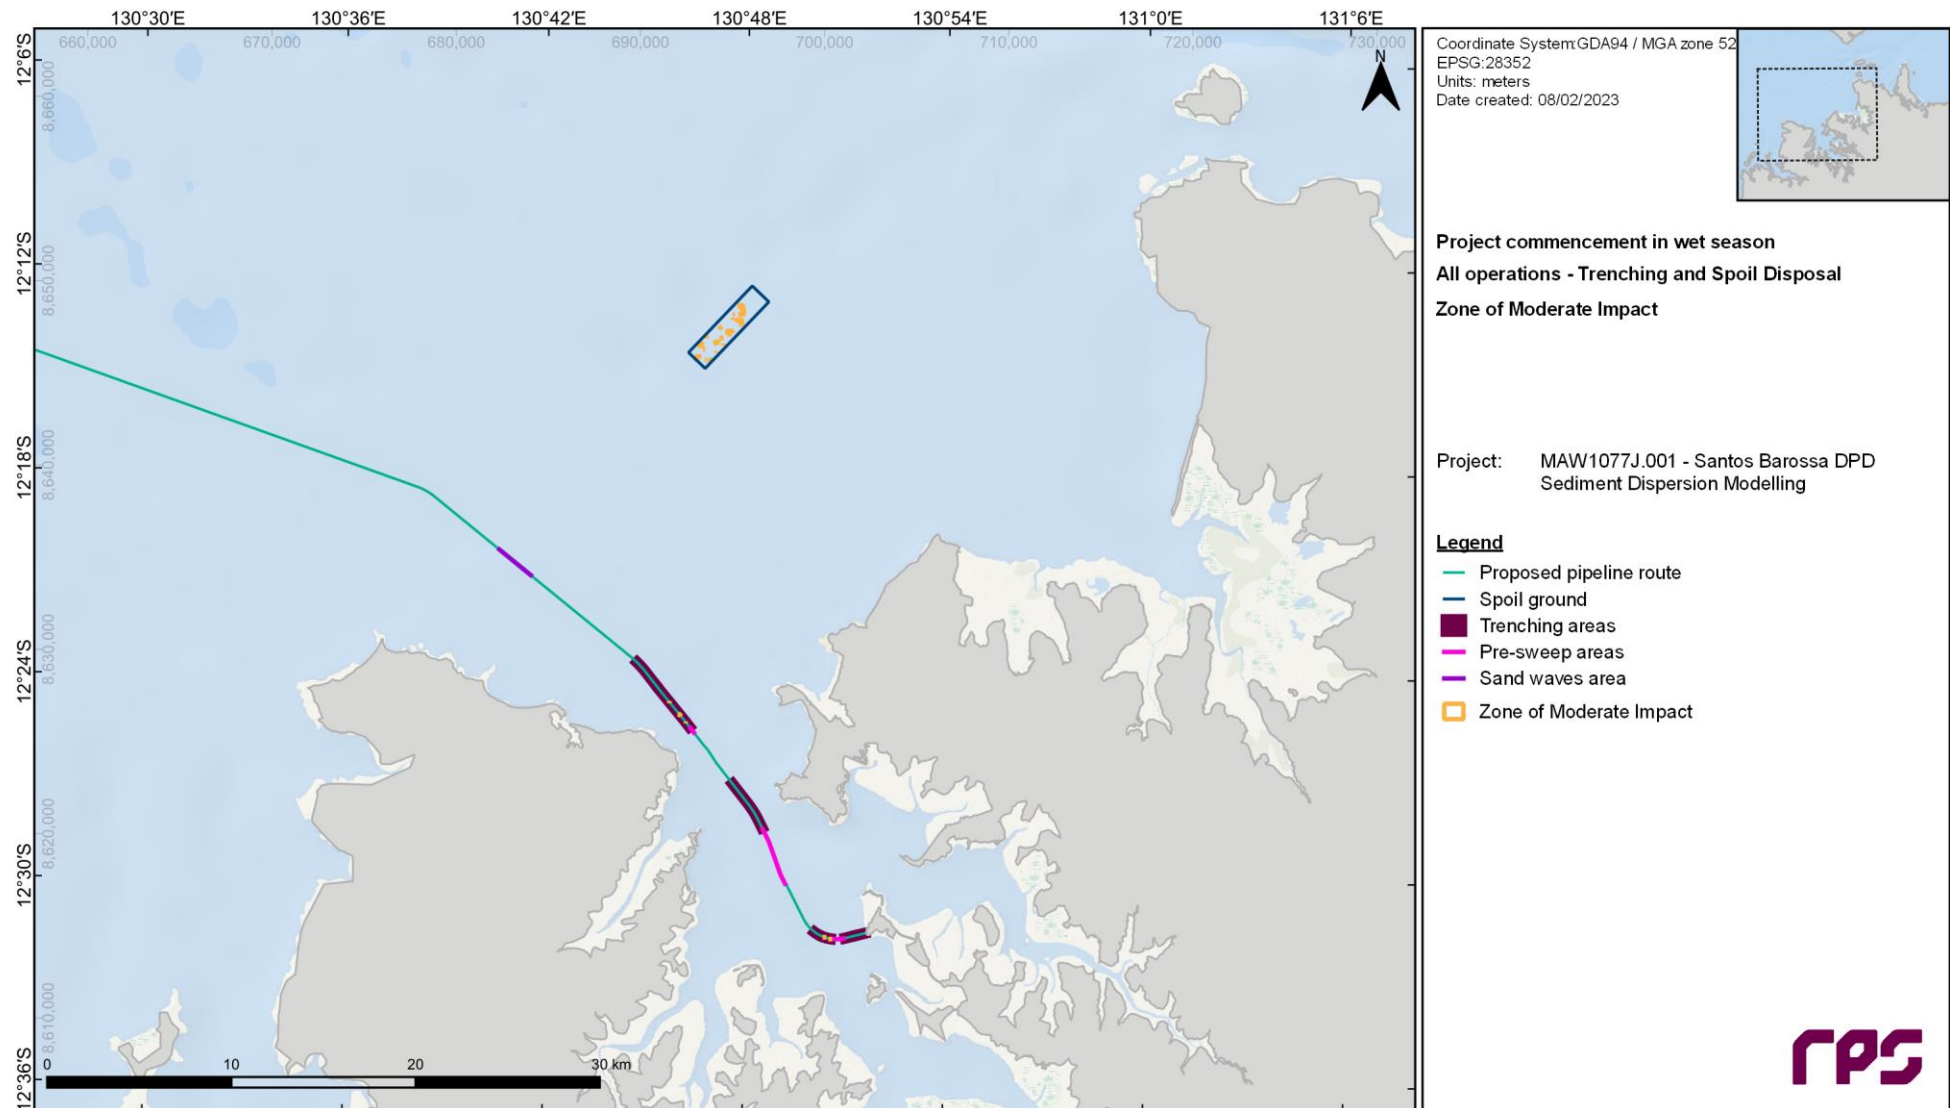 130°30'E 130°36'E 130°42'E 130°48'E 130°54'E 131°0'E 131°6'E
660,000 670,000 680,000 690,000 700,000 710,000 720,000 730,000
12°6'S
8,660,000
12°12'S
8,650,000
12°18'S
8,640,000
12°24'S
8,630,000
12°30'S
8,620,000
12°36'S
8,610,000
N
0 10 20 30 km
Coordinate System:GDA94 / MGA zone 52
EPSG:28352
Units: meters
Date created: 08/02/2023
Project commencement in wet season
All operations - Trenching and Spoil Disposal
Zone of Moderate Impact
Project: MAW1077J.001 - Santos Barossa DPD
Sediment Dispersion Modelling
Legend
Proposed pipeline route
Spoil ground
Trenching areas
Pre-sweep areas
Sand waves area
Zone of Moderate Impact
rps